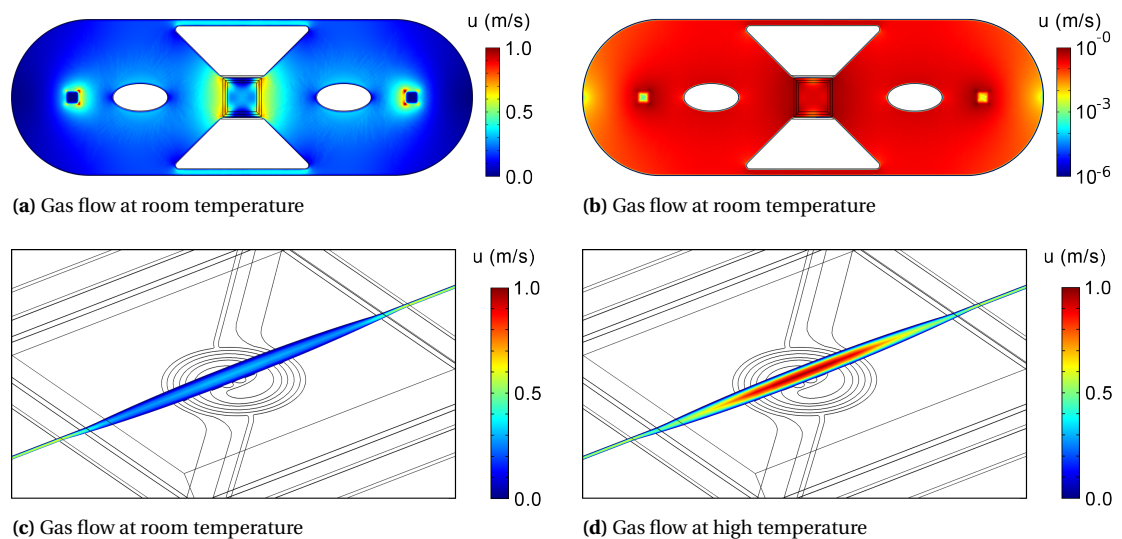 u (m/s)
1.0
0.5
0.0
(a) Gas flow at room temperature
u (m/s)
10⁻⁰
10⁻³
10⁻⁶
(b) Gas flow at room temperature
u (m/s)
1.0
0.5
0.0
(c) Gas flow at room temperature
u (m/s)
1.0
0.5
0.0
(d) Gas flow at high temperature